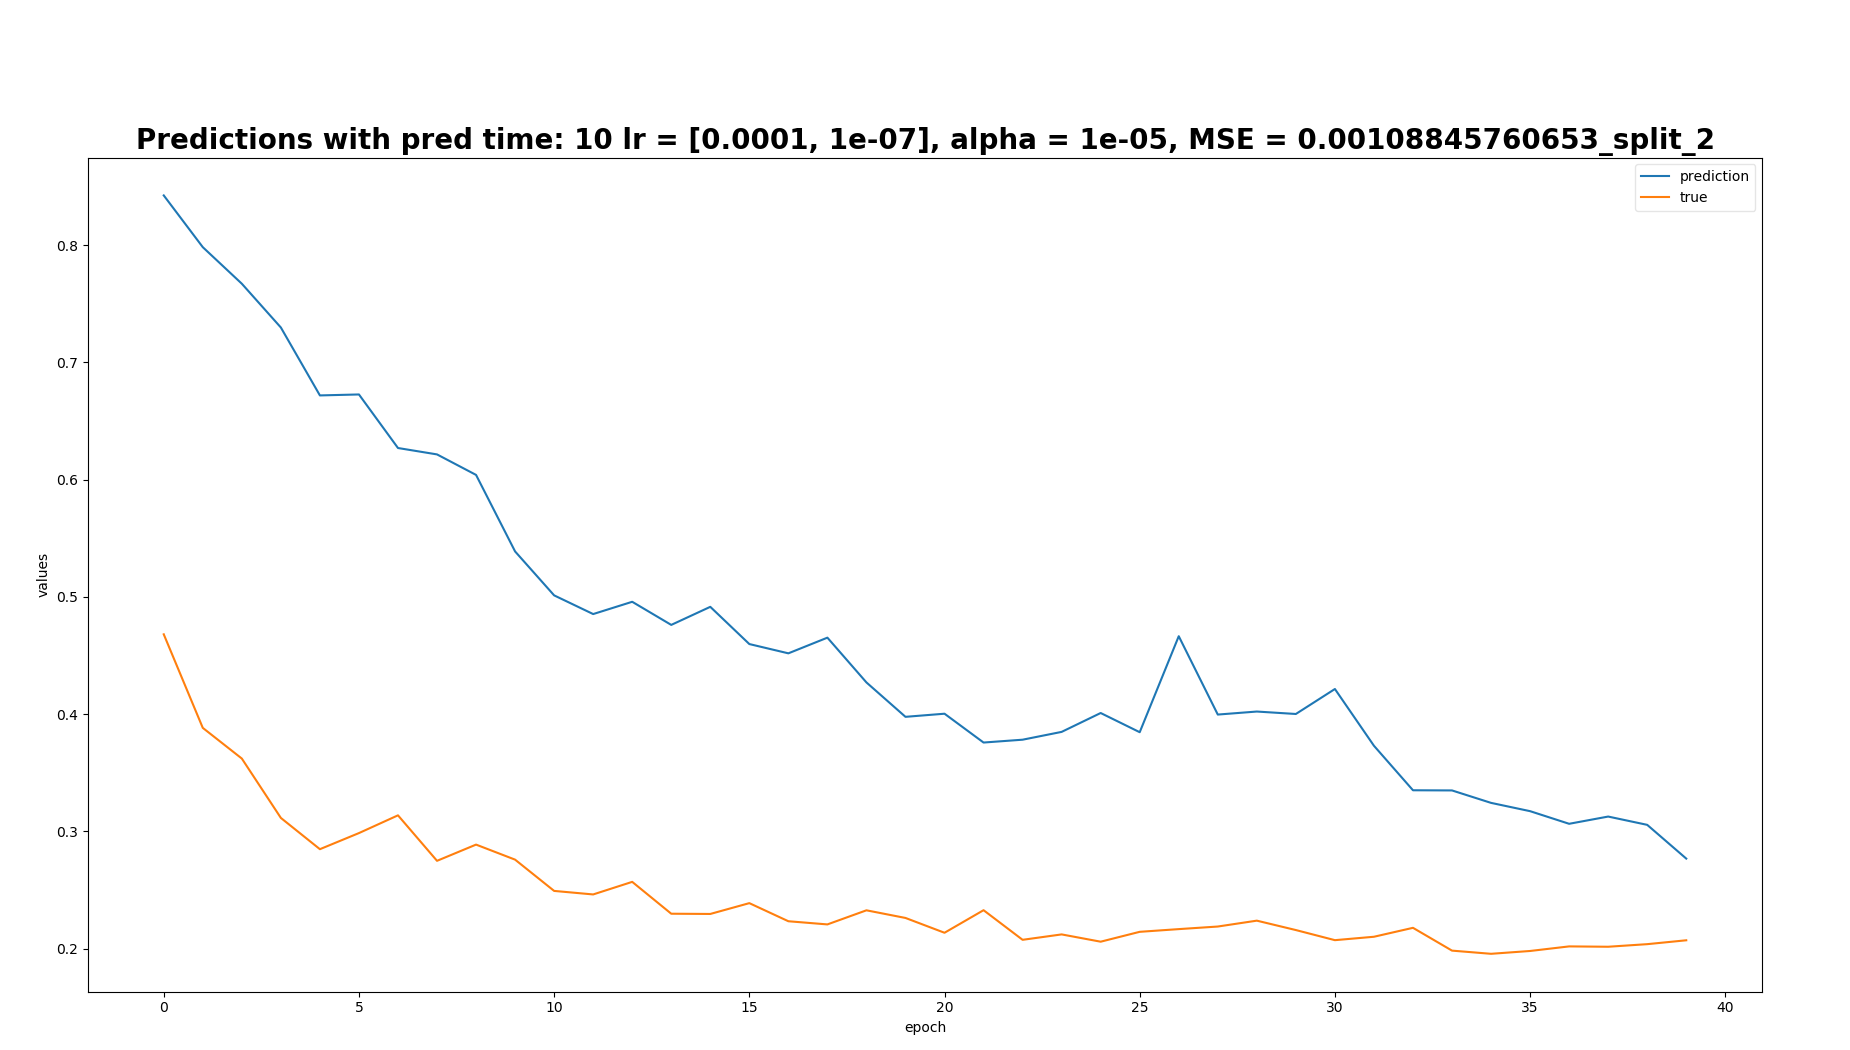 Predictions with pred time: 10 lr = [0.0001, 1e-07], alpha = 1e-05, MSE = 0.00108845760653_split_2
prediction
true
values
0.8
0.7
0.6
0.5
0.4
0.3
0.2
0 5 10 15 20 25 30 35 40
epoch